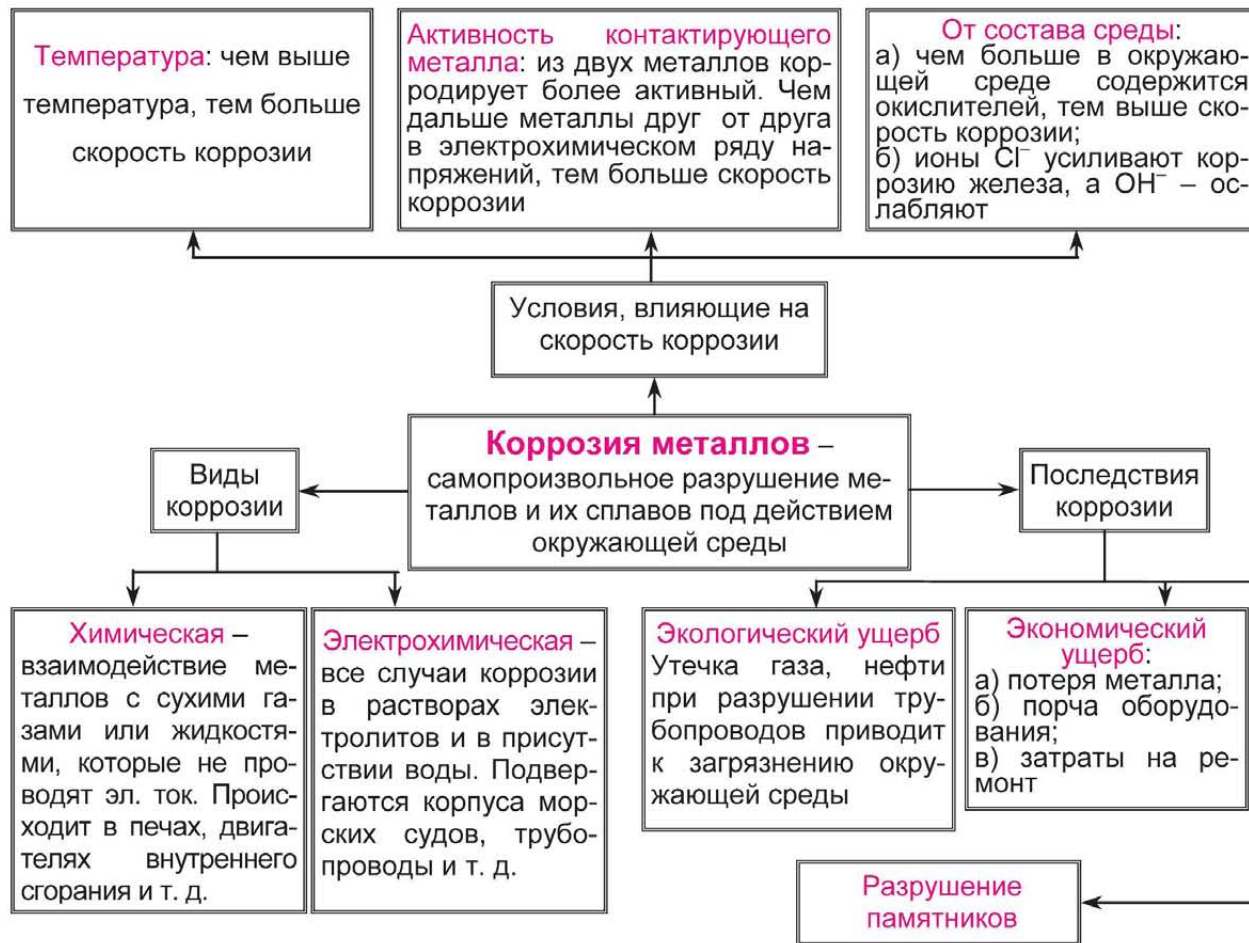 Температура: чем выше
температура, тем больше
скорость коррозии
Активность контактирующего
металла: из двух металлов кор-
родирует более активный. Чем
дальше металлы друг от друга
в электрохимическом ряду на-
пряжений, тем больше скорость
коррозии
От состава среды:
а) чем больше в окружаю-
щей среде содержится
окислителей, тем выше ско-
рость коррозии;
б) ионы Cl⁻ усиливают кор-
розию железа, а OH⁻ – ос-
лабляют
Условия, влияющие на
скорость коррозии
Коррозия металлов –
самопроизвольное разрушение ме-
таллов и их сплавов под действием
окружающей среды
Виды
коррозии
Последствия
коррозии
Химическая –
взаимодействие ме-
таллов с сухими га-
зами или жидкостя-
ми, которые не про-
водят эл. ток. Проис-
ходит в печах, двига-
телях внутреннего
сгорания и т. д.
Электрохимическая –
все случаи коррозии
в растворах элек-
тролитов и в присут-
ствии воды. Подвер-
гаются корпуса мор-
ских судов, трубо-
проводы и т. д.
Экологический ущерб
Утечка газа, нефти
при разрушении тру-
бопроводов приводит
к загрязнению окру-
жающей среды
Экономический
ущерб:
а) потеря металла;
б) порча оборудо-
вания;
в) затраты на ре-
монт
Разрушение
памятников